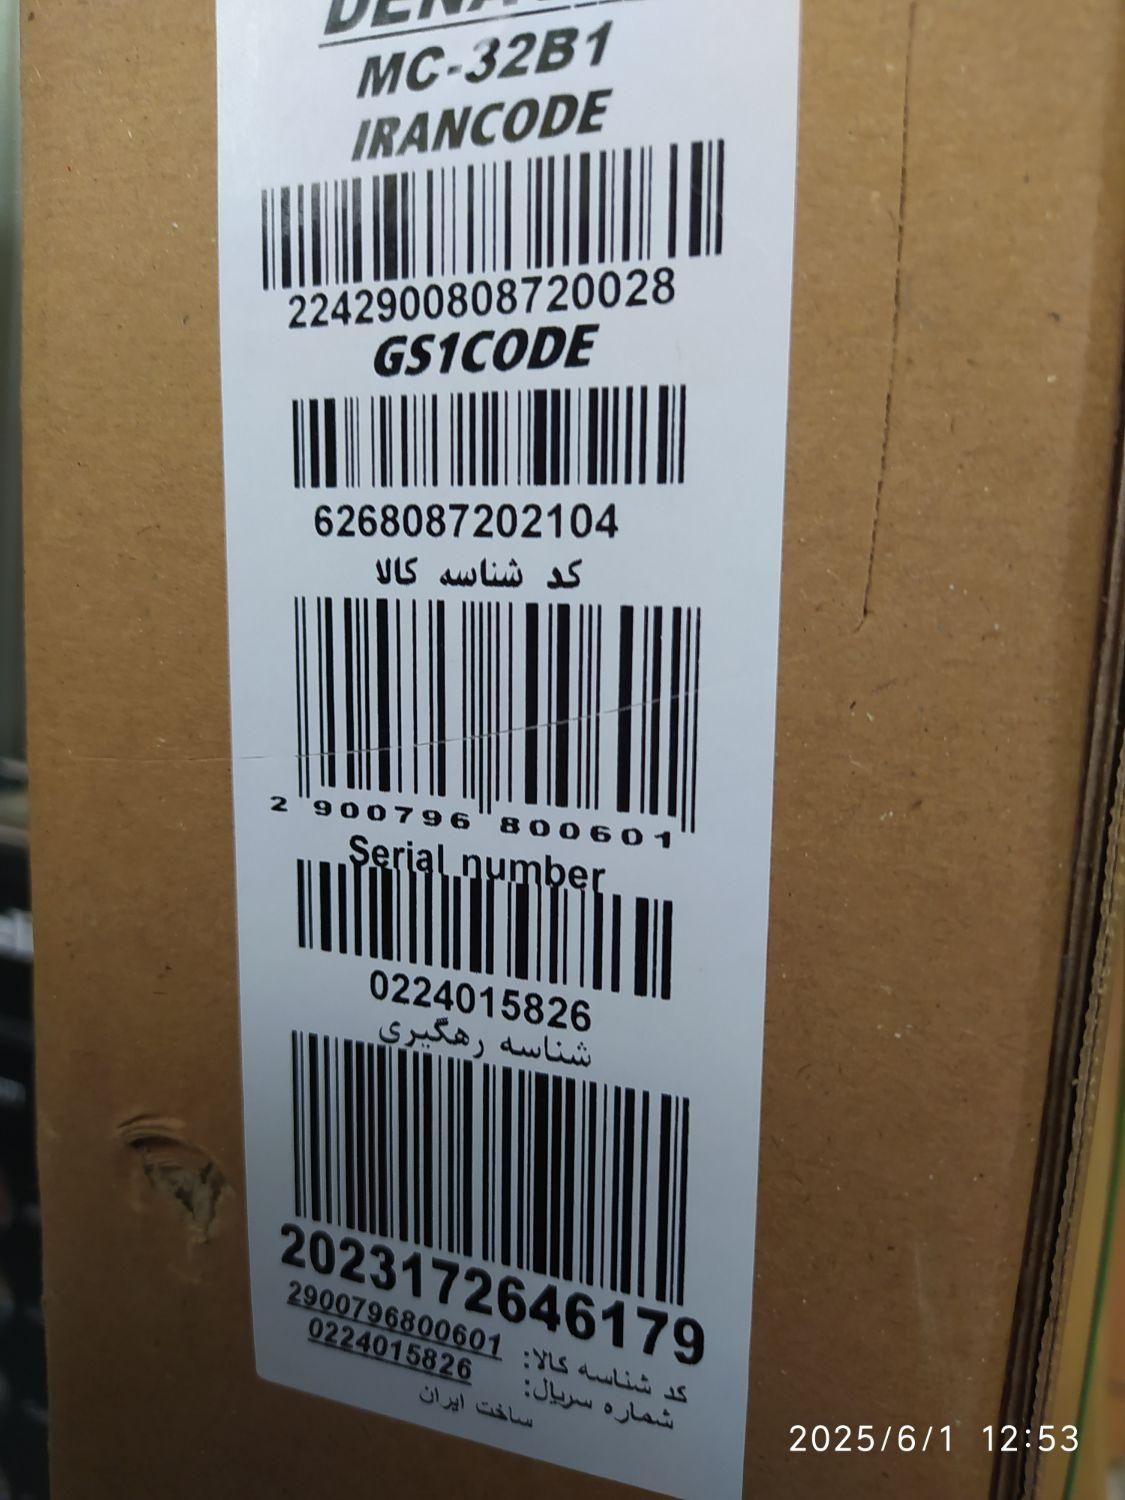 MC-32B1
IRANCODE
2242900808720028
GS1CODE
6268087202104
کد شناسه کالا
2 900796 800601
Serial number
0224015826
شناسه رهگیری
2023172646179
2900796800601 کد شناسه کالا:
0224015826 شماره سریال:
ساخت ایران
2025/6/1 12:53